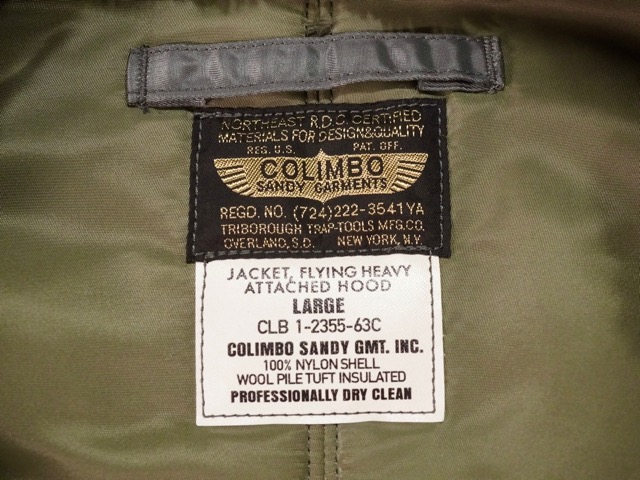 NORTHEAST R.D.C. CERTIFIED
MATERIALS FOR DESIGN&QUALITY
REG. U.S. PAT. OFF.
COLIMBO
SANDY GARMENTS
REGD. NO. (724)222-3541YA
TRIBOROUGH TRAP-TOOLS MFG.CO.
OVERLAND, S.D. NEW YORK, N.Y.
JACKET, FLYING HEAVY
ATTACHED HOOD
LARGE
CLB 1-2355-63C
COLIMBO SANDY GMT. INC.
100% NYLON SHELL
WOOL PILE TUFT INSULATED
PROFESSIONALLY DRY CLEAN